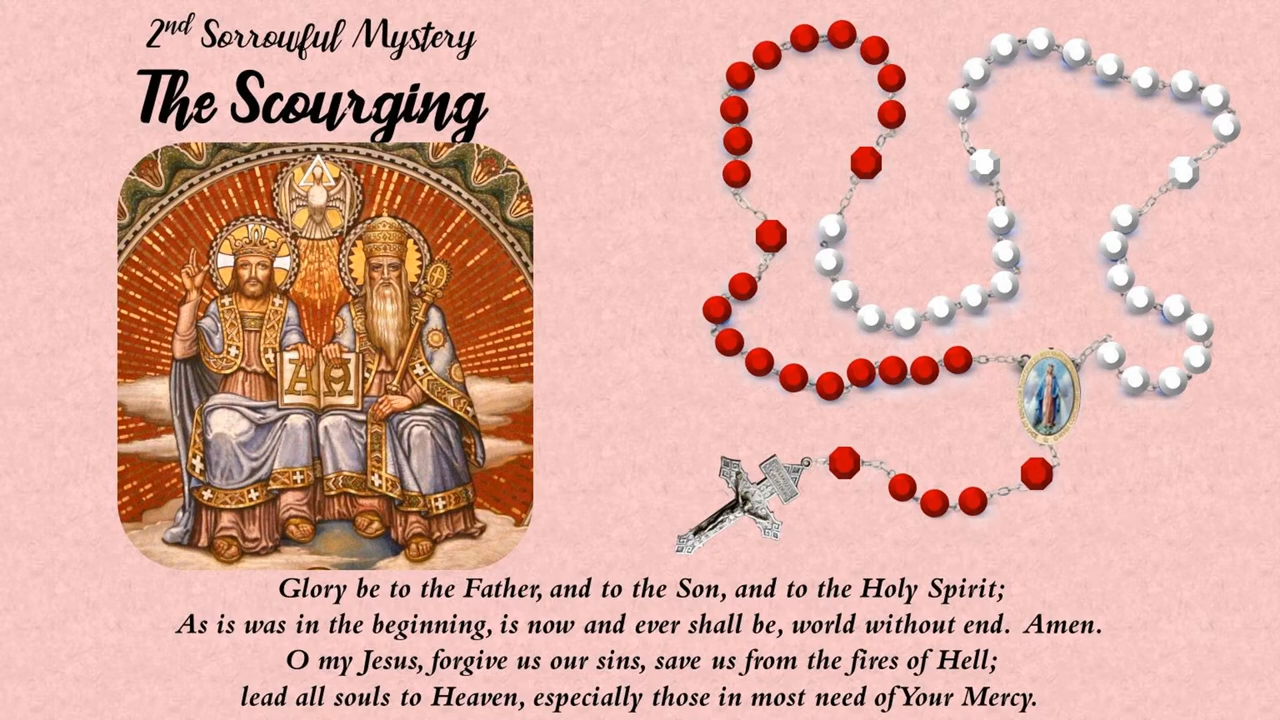 2nd Sorrowful Mystery
The Scourging
Α Ω
Glory be to the Father, and to the Son, and to the Holy Spirit;
As is was in the beginning, is now and ever shall be, world without end. Amen.
O my Jesus, forgive us our sins, save us from the fires of Hell;
lead all souls to Heaven, especially those in most need of Your Mercy.